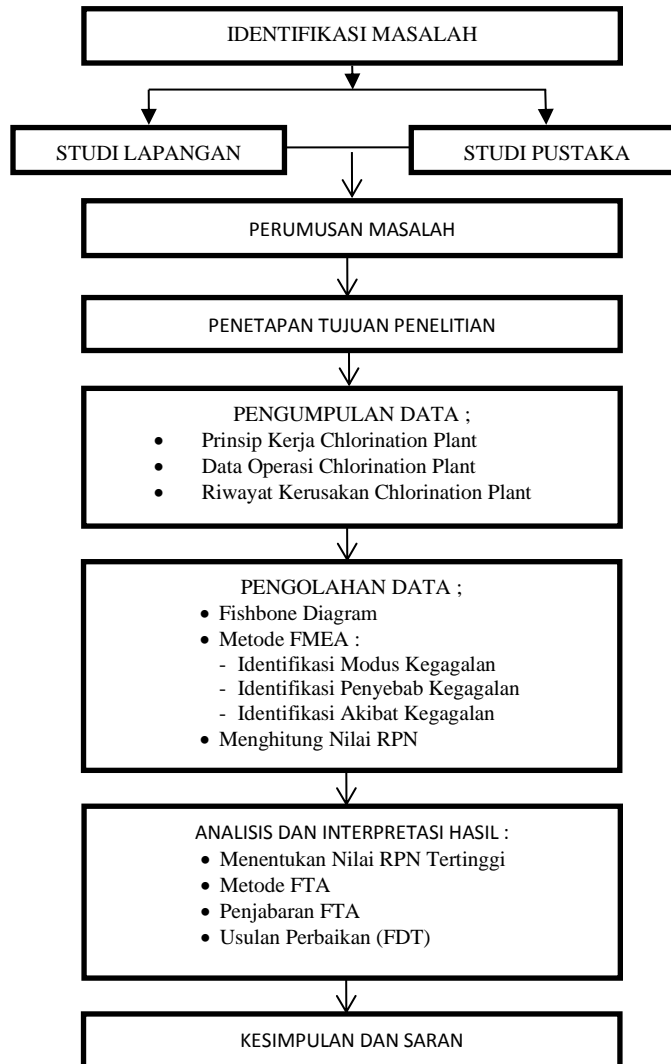 IDENTIFIKASI MASALAH
STUDI LAPANGAN
STUDI PUSTAKA
PERUMUSAN MASALAH
PENETAPAN TUJUAN PENELITIAN
PENGUMPULAN DATA ;
• Prinsip Kerja Chlorination Plant
• Data Operasi Chlorination Plant
• Riwayat Kerusakan Chlorination Plant
PENGOLAHAN DATA ;
• Fishbone Diagram
• Metode FMEA :
- Identifikasi Modus Kegagalan
- Identifikasi Penyebab Kegagalan
- Identifikasi Akibat Kegagalan
• Menghitung Nilai RPN
ANALISIS DAN INTERPRETASI HASIL :
• Menentukan Nilai RPN Tertinggi
• Metode FTA
• Penjabaran FTA
• Usulan Perbaikan (FDT)
KESIMPULAN DAN SARAN